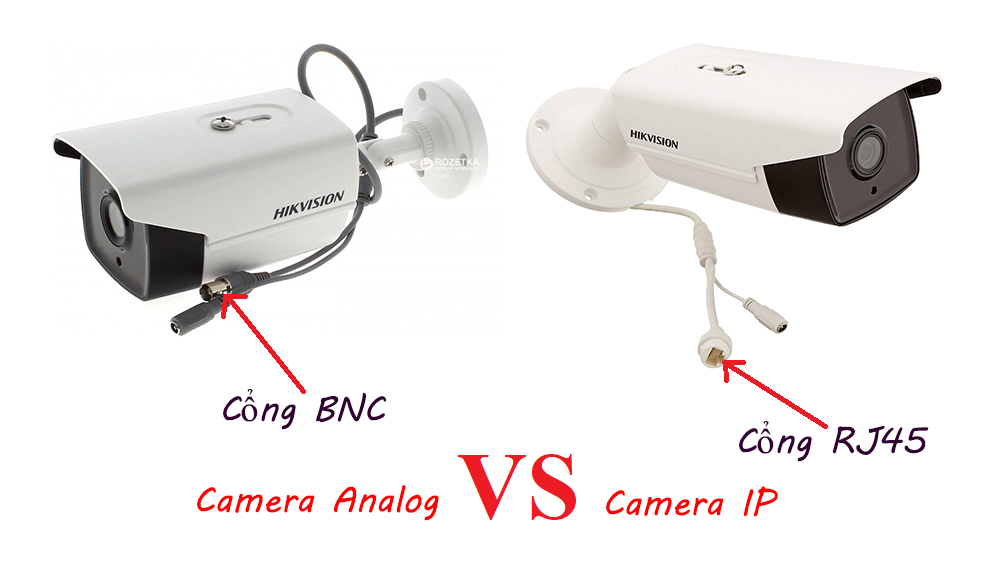 HIKVISION
ROZETKA
HIKVISION
Cổng BNC
Cổng RJ45
Camera Analog VS Camera IP